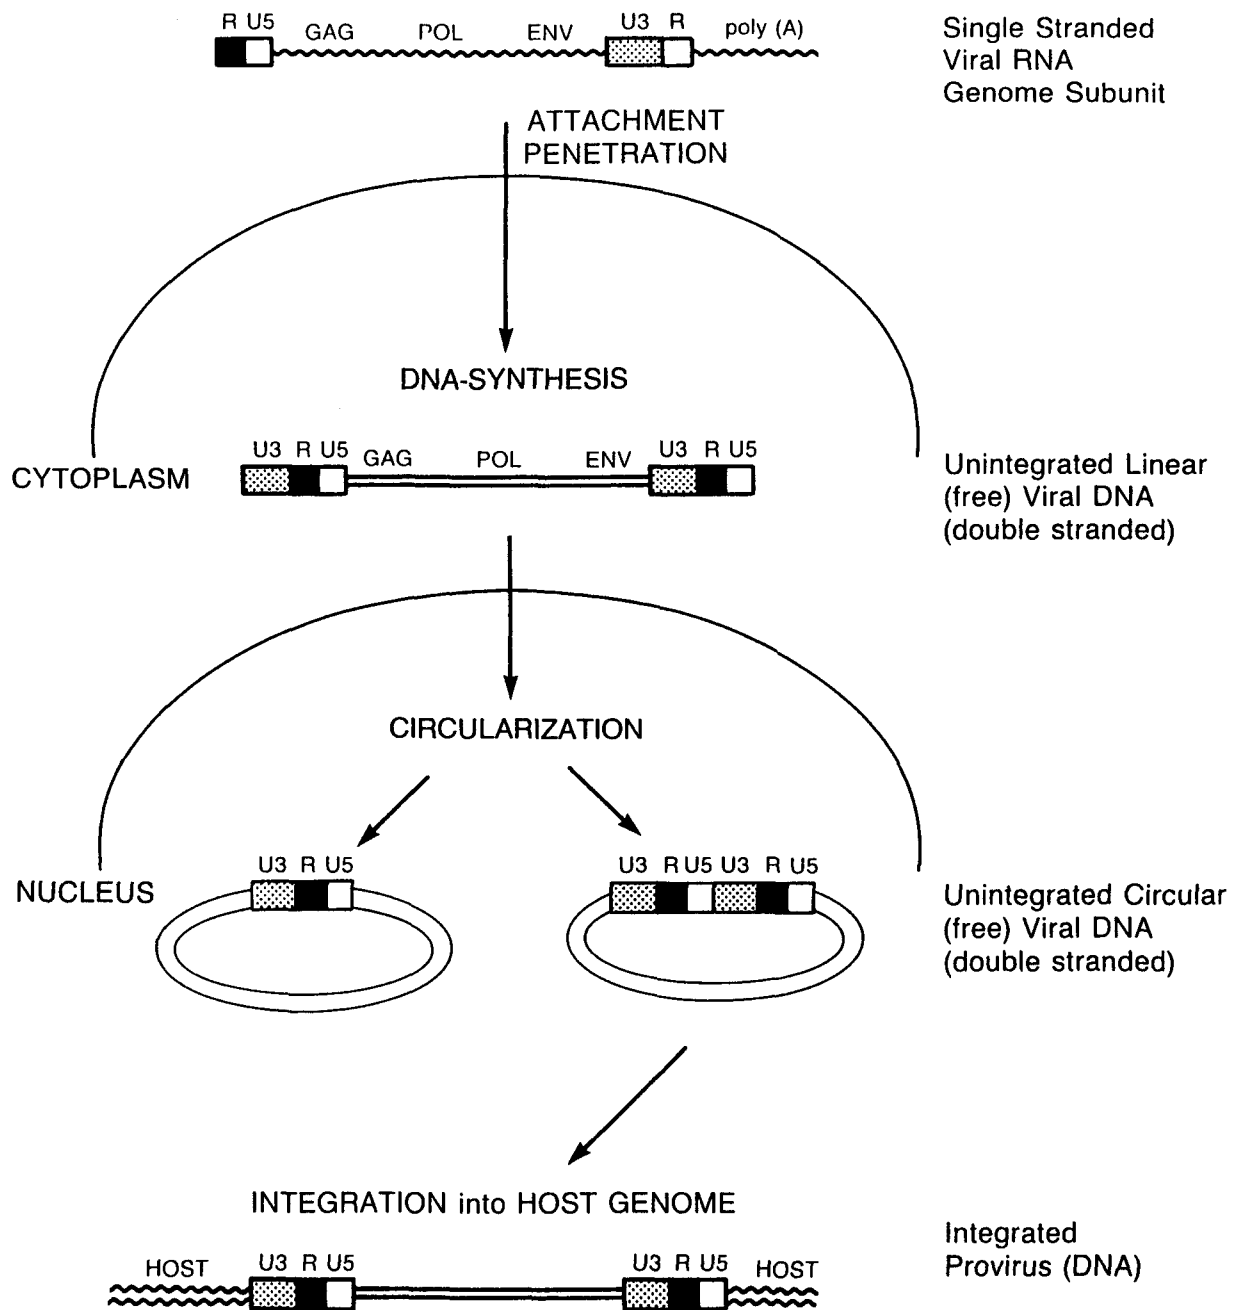 R U5 GAG POL ENV U3 R poly (A)
Single Stranded
Viral RNA
Genome Subunit
ATTACHMENT
PENETRATION
DNA-SYNTHESIS
CYTOPLASM
U3 R U5 GAG POL ENV U3 R U5
Unintegrated Linear
(free) Viral DNA
(double stranded)
CIRCULARIZATION
NUCLEUS
U3 R U5
U3 R U5 U3 R U5
Unintegrated Circular
(free) Viral DNA
(double stranded)
INTEGRATION into HOST GENOME
HOST U3 R U5 U3 R U5 HOST
Integrated
Provirus (DNA)